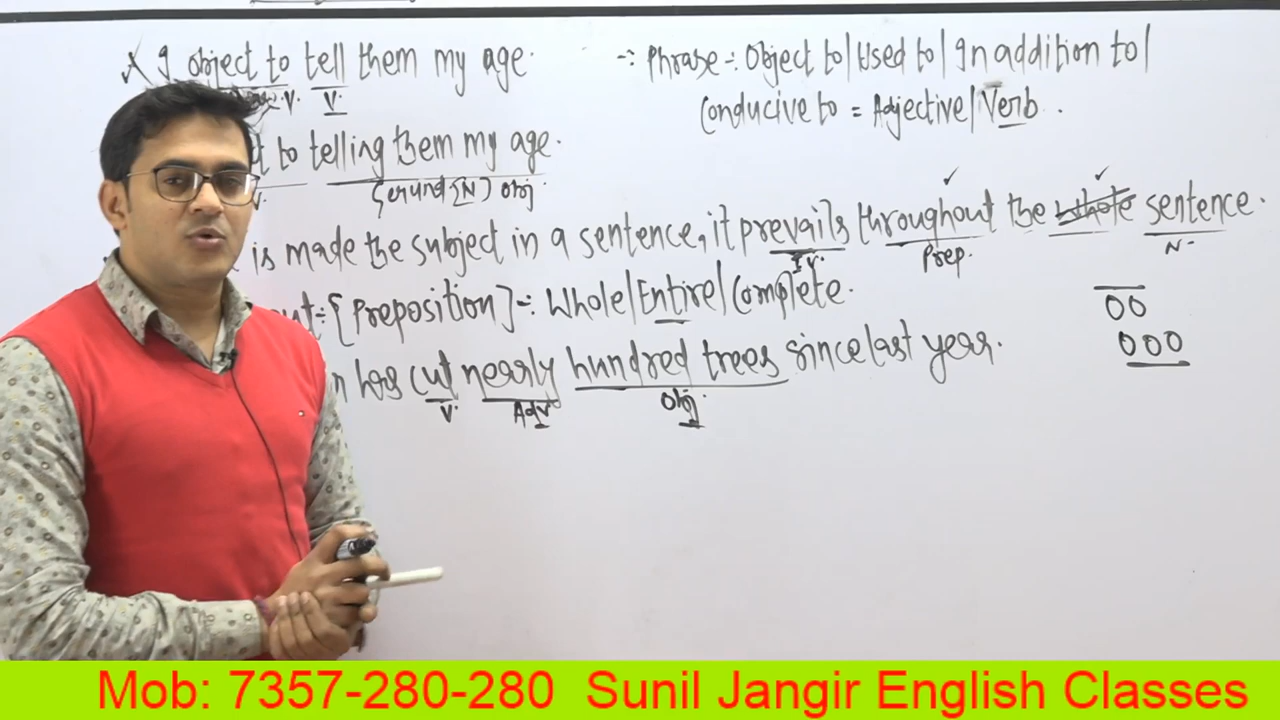 I object to tell them my age.
V. V.
∴ Phrase ∹ Object to/Used to/In addition to/
Conducive to = Adjective/Verb.
to telling them my age.
V. Gerund [N] Obj
is made the subject in a sentence, it prevails throughout the whole sentence.
I.V. Prep. N-
[Preposition] ∹ Whole/Entire/Complete.
00
000
has cut nearly hundred trees since last year.
V. Adv Obj.
Mob: 7357-280-280 Sunil Jangir English Classes